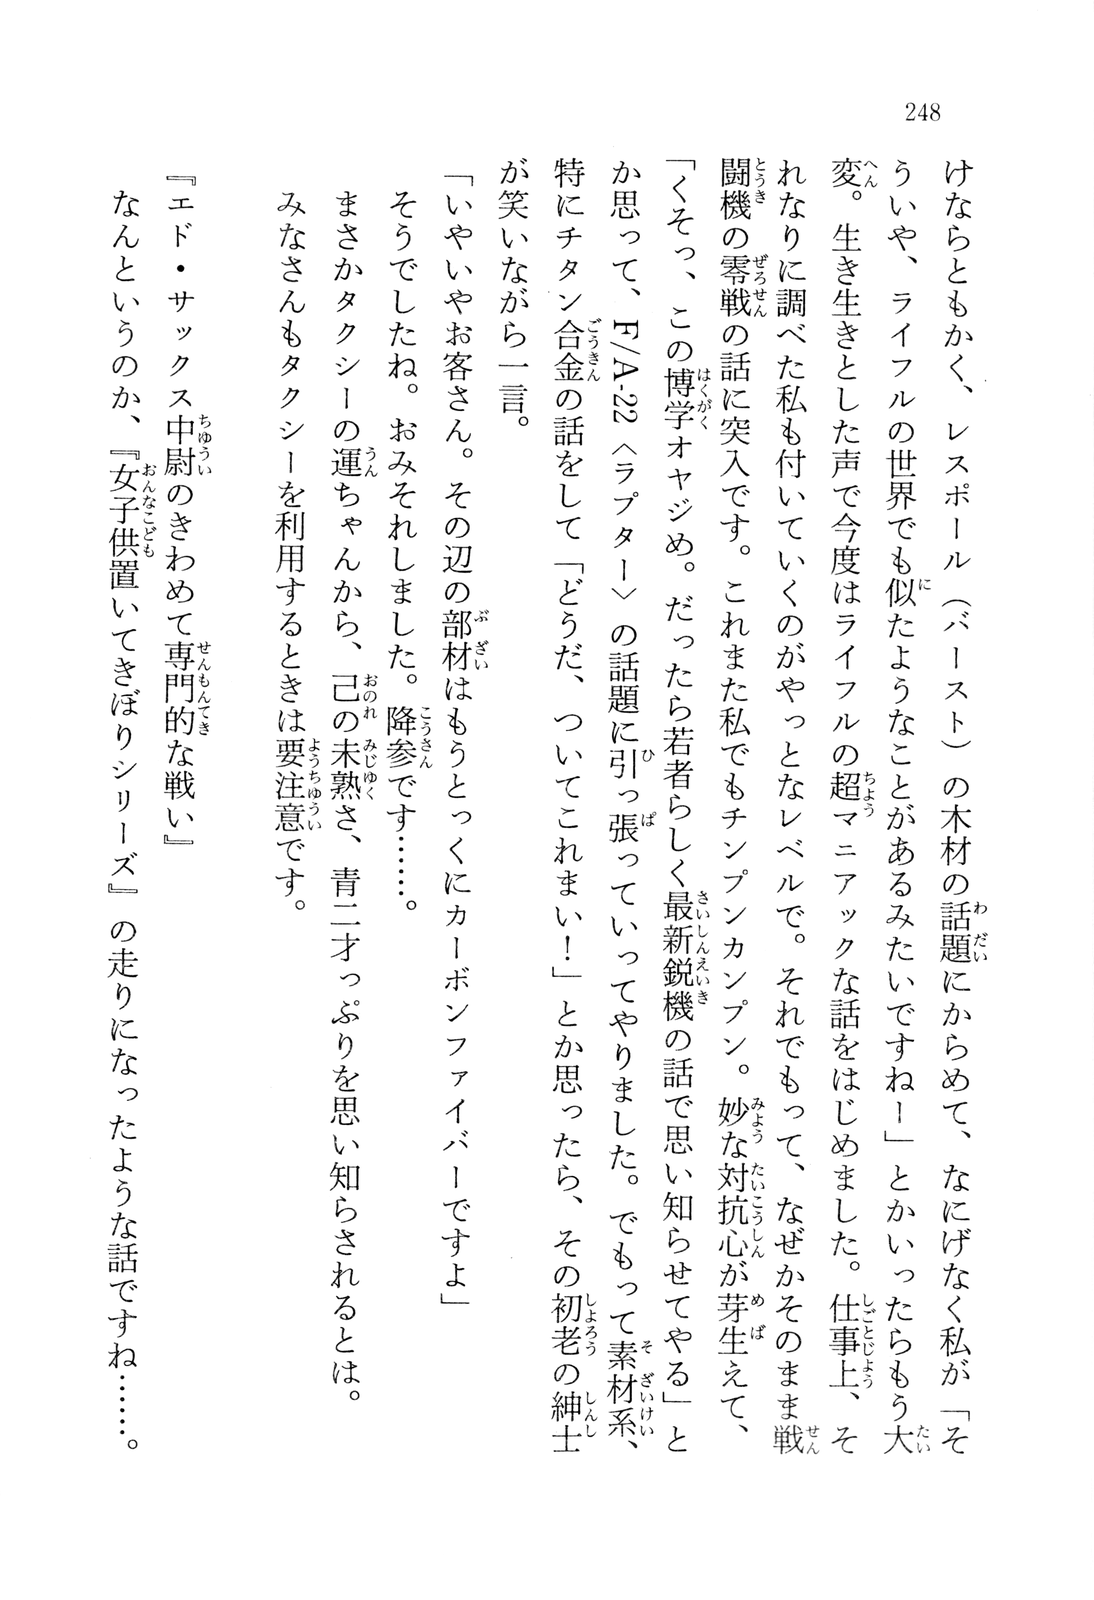 248
けならともかく、レスポール（バースト）の木材の話題にからめて、なにげなく私が「そ
ういや、ライフルの世界でも似たようなことがあるみたいですねー」とかいったらもう大
変。生き生きとした声で今度はライフルの超マニアックな話をはじめました。仕事上、そ
れなりに調べた私も付いていくのがやっとなレベルで。それでもって、なぜかそのまま戦
闘機の零戦の話に突入です。これまた私でもチンプンカンプン。妙な対抗心が芽生えて、
「くそっ、この博学オヤジめ。だったら若者らしく最新鋭機の話で思い知らせてやる」と
か思って、F/A-22〈ラプター〉の話題に引っ張っていってやりました。でもって素材系、
特にチタン合金の話をして「どうだ、ついてこれまい！」とか思ったら、その初老の紳士
が笑いながら一言。
「いやいやお客さん。その辺の部材はもうとっくにカーボンファイバーですよ」
そうでしたね。おみそれしました。降参です……。
まさかタクシーの運ちゃんから、己の未熟さ、青二才っぷりを思い知らされるとは。
みなさんもタクシーを利用するときは要注意です。
『エド・サックス中尉のきわめて専門的な戦い』
なんというのか、『女子供置いてきぼりシリーズ』の走りになったような話ですね……。